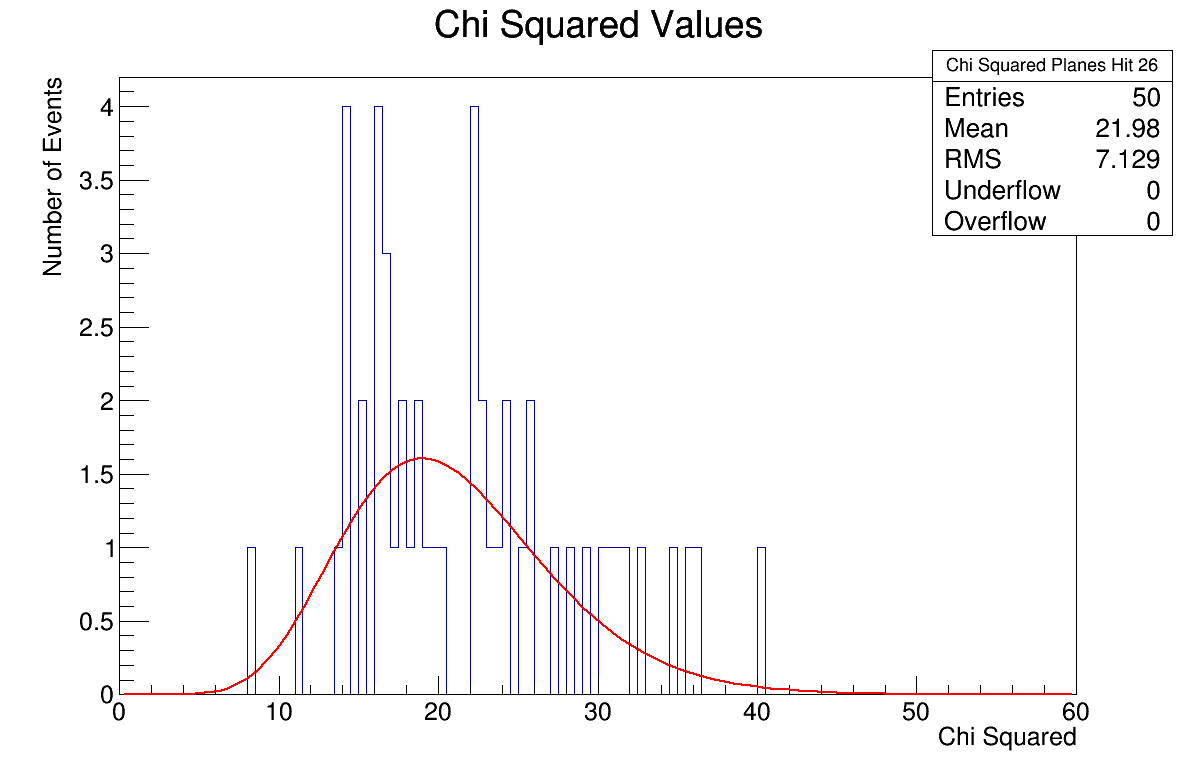 Chi Squared Values
Chi Squared Planes Hit 26
Entries 50
Mean 21.98
RMS 7.129
Underflow 0
Overflow 0
Number of Events
4
3.5
3
2.5
2
1.5
1
0.5
0
0 10 20 30 40 50 60
Chi Squared